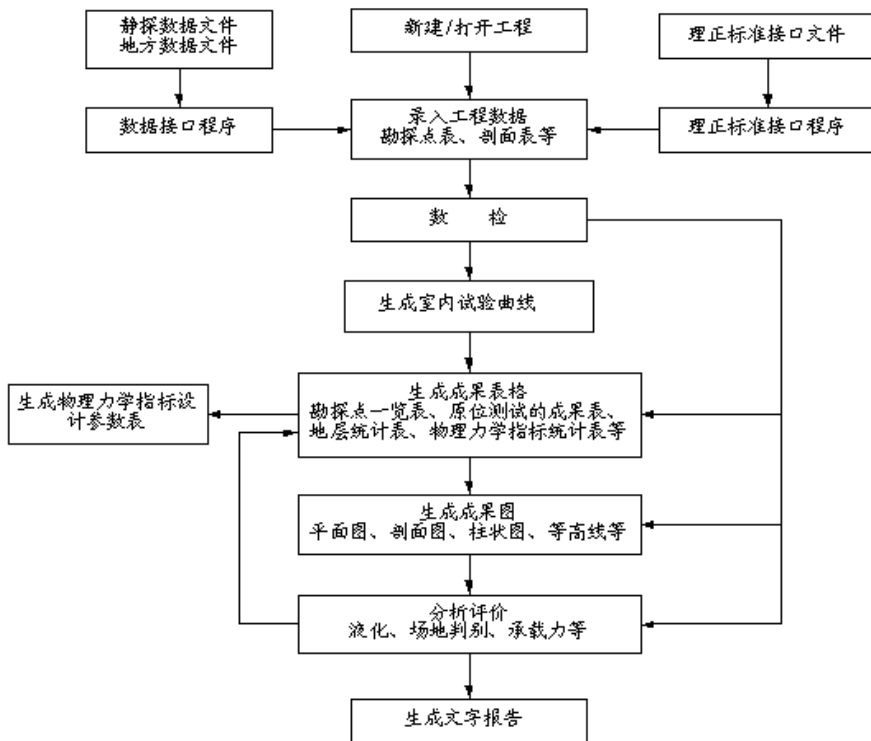 静探数据文件
地方数据文件
新建/打开工程
理正标准接口文件
数据接口程序
录入工程数据
勘探点表、剖面表等
理正标准接口程序
数 检
生成室内试验曲线
生成成果表格
勘探点一览表、原位测试的成果表、
地层统计表、物理力学指标统计表等
生成物理力学指标设
计参数表
生成成果图
平面图、剖面图、柱状图、等高线等
分析评价
液化、场地判别、承载力等
生成文字报告